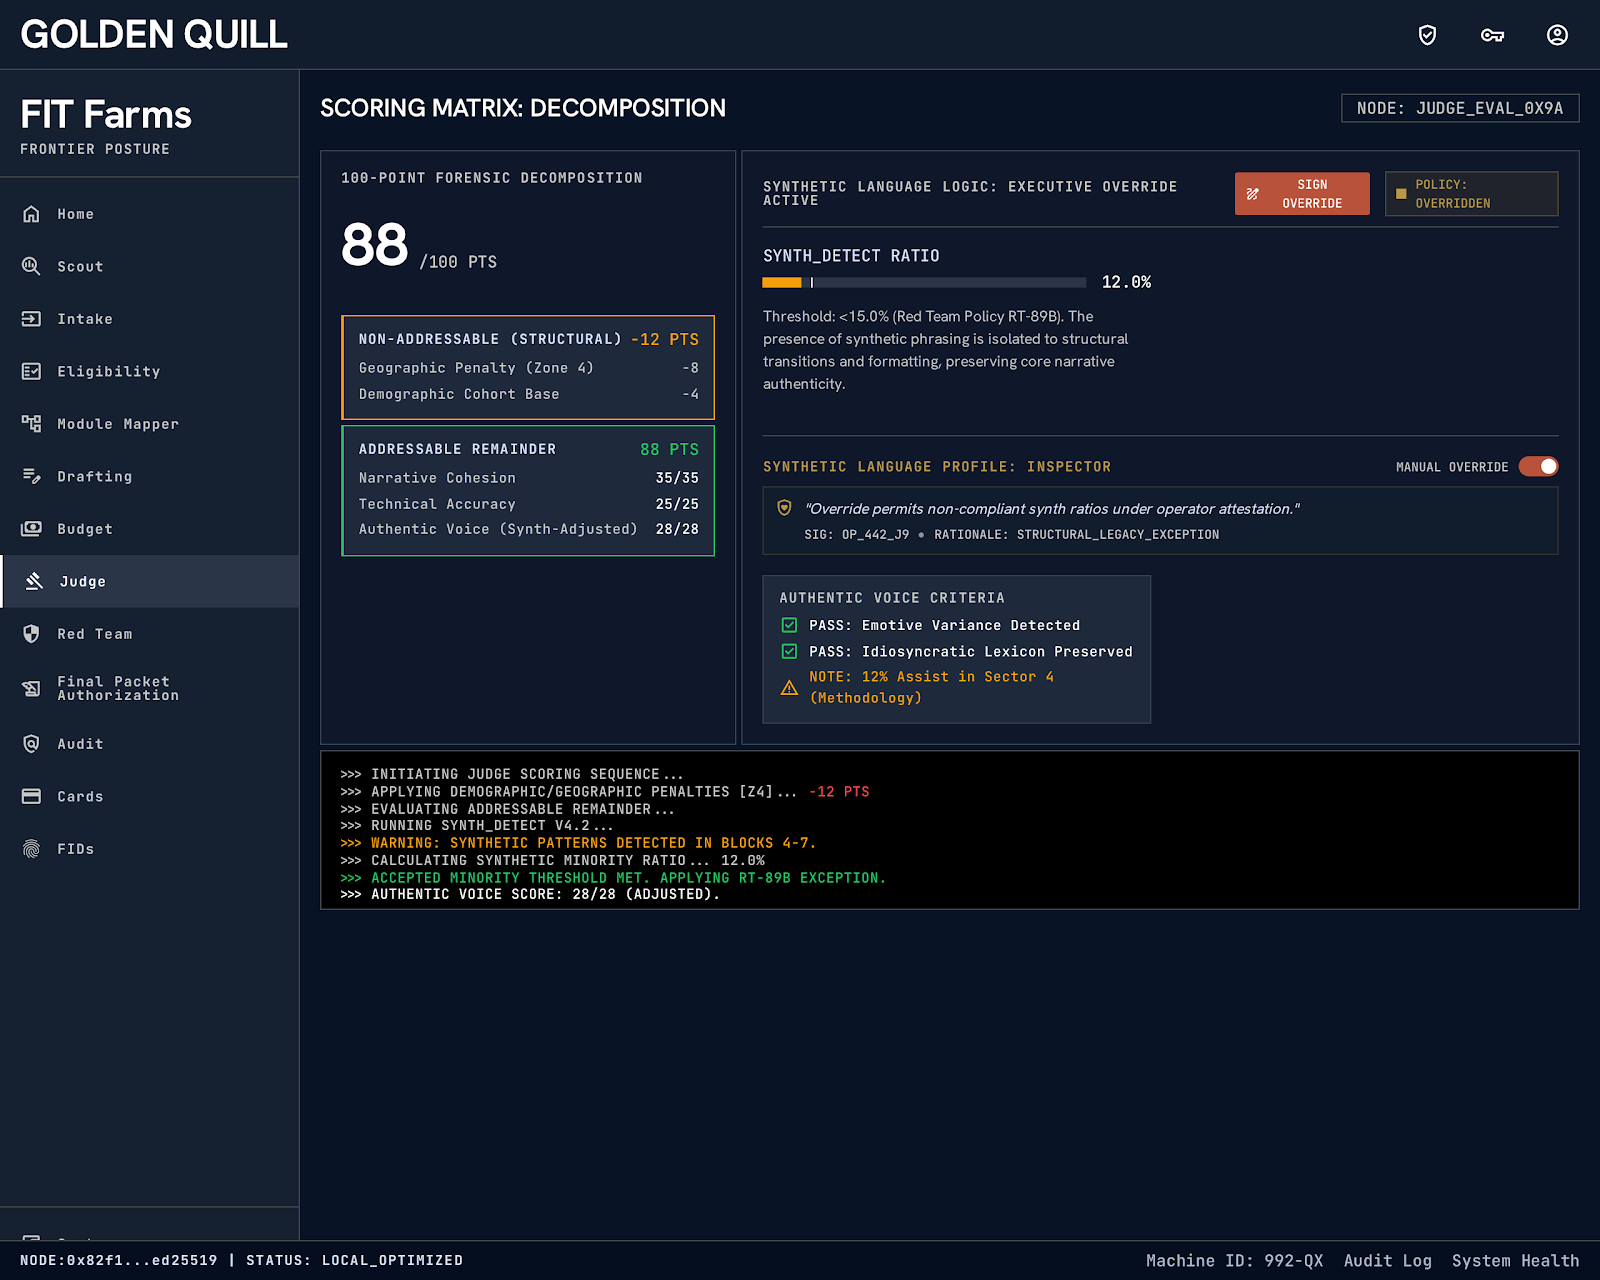 GOLDEN QUILL
FIT Farms
FRONTIER POSTURE
Home
Scout
Intake
Eligibility
Module Mapper
Drafting
Budget
Judge
Red Team
Final Packet
Authorization
Audit
Cards
FIDs
SCORING MATRIX: DECOMPOSITION
NODE: JUDGE_EVAL_0X9A
100-POINT FORENSIC DECOMPOSITION
88 /100 PTS
NON-ADDRESSABLE (STRUCTURAL) -12 PTS
Geographic Penalty (Zone 4) -8
Demographic Cohort Base -4
ADDRESSABLE REMAINDER 88 PTS
Narrative Cohesion 35/35
Technical Accuracy 25/25
Authentic Voice (Synth-Adjusted) 28/28
SYNTHETIC LANGUAGE LOGIC: EXECUTIVE OVERRIDE
ACTIVE
SIGN
OVERRIDE
POLICY:
OVERRIDDEN
SYNTH_DETECT RATIO
12.0%
Threshold: <15.0% (Red Team Policy RT-89B). The
presence of synthetic phrasing is isolated to structural
transitions and formatting, preserving core narrative
authenticity.
SYNTHETIC LANGUAGE PROFILE: INSPECTOR
MANUAL OVERRIDE
"Override permits non-compliant synth ratios under operator attestation."
SIG: OP_442_J9 • RATIONALE: STRUCTURAL_LEGACY_EXCEPTION
AUTHENTIC VOICE CRITERIA
PASS: Emotive Variance Detected
PASS: Idiosyncratic Lexicon Preserved
NOTE: 12% Assist in Sector 4
(Methodology)
>>> INITIATING JUDGE SCORING SEQUENCE...
>>> APPLYING DEMOGRAPHIC/GEOGRAPHIC PENALTIES [Z4]... -12 PTS
>>> EVALUATING ADDRESSABLE REMAINDER...
>>> RUNNING SYNTH_DETECT V4.2...
>>> WARNING: SYNTHETIC PATTERNS DETECTED IN BLOCKS 4-7.
>>> CALCULATING SYNTHETIC MINORITY RATIO... 12.0%
>>> ACCEPTED MINORITY THRESHOLD MET. APPLYING RT-89B EXCEPTION.
>>> AUTHENTIC VOICE SCORE: 28/28 (ADJUSTED).
NODE:0x82f1...ed25519 | STATUS: LOCAL_OPTIMIZED
Machine ID: 992-QX Audit Log System Health